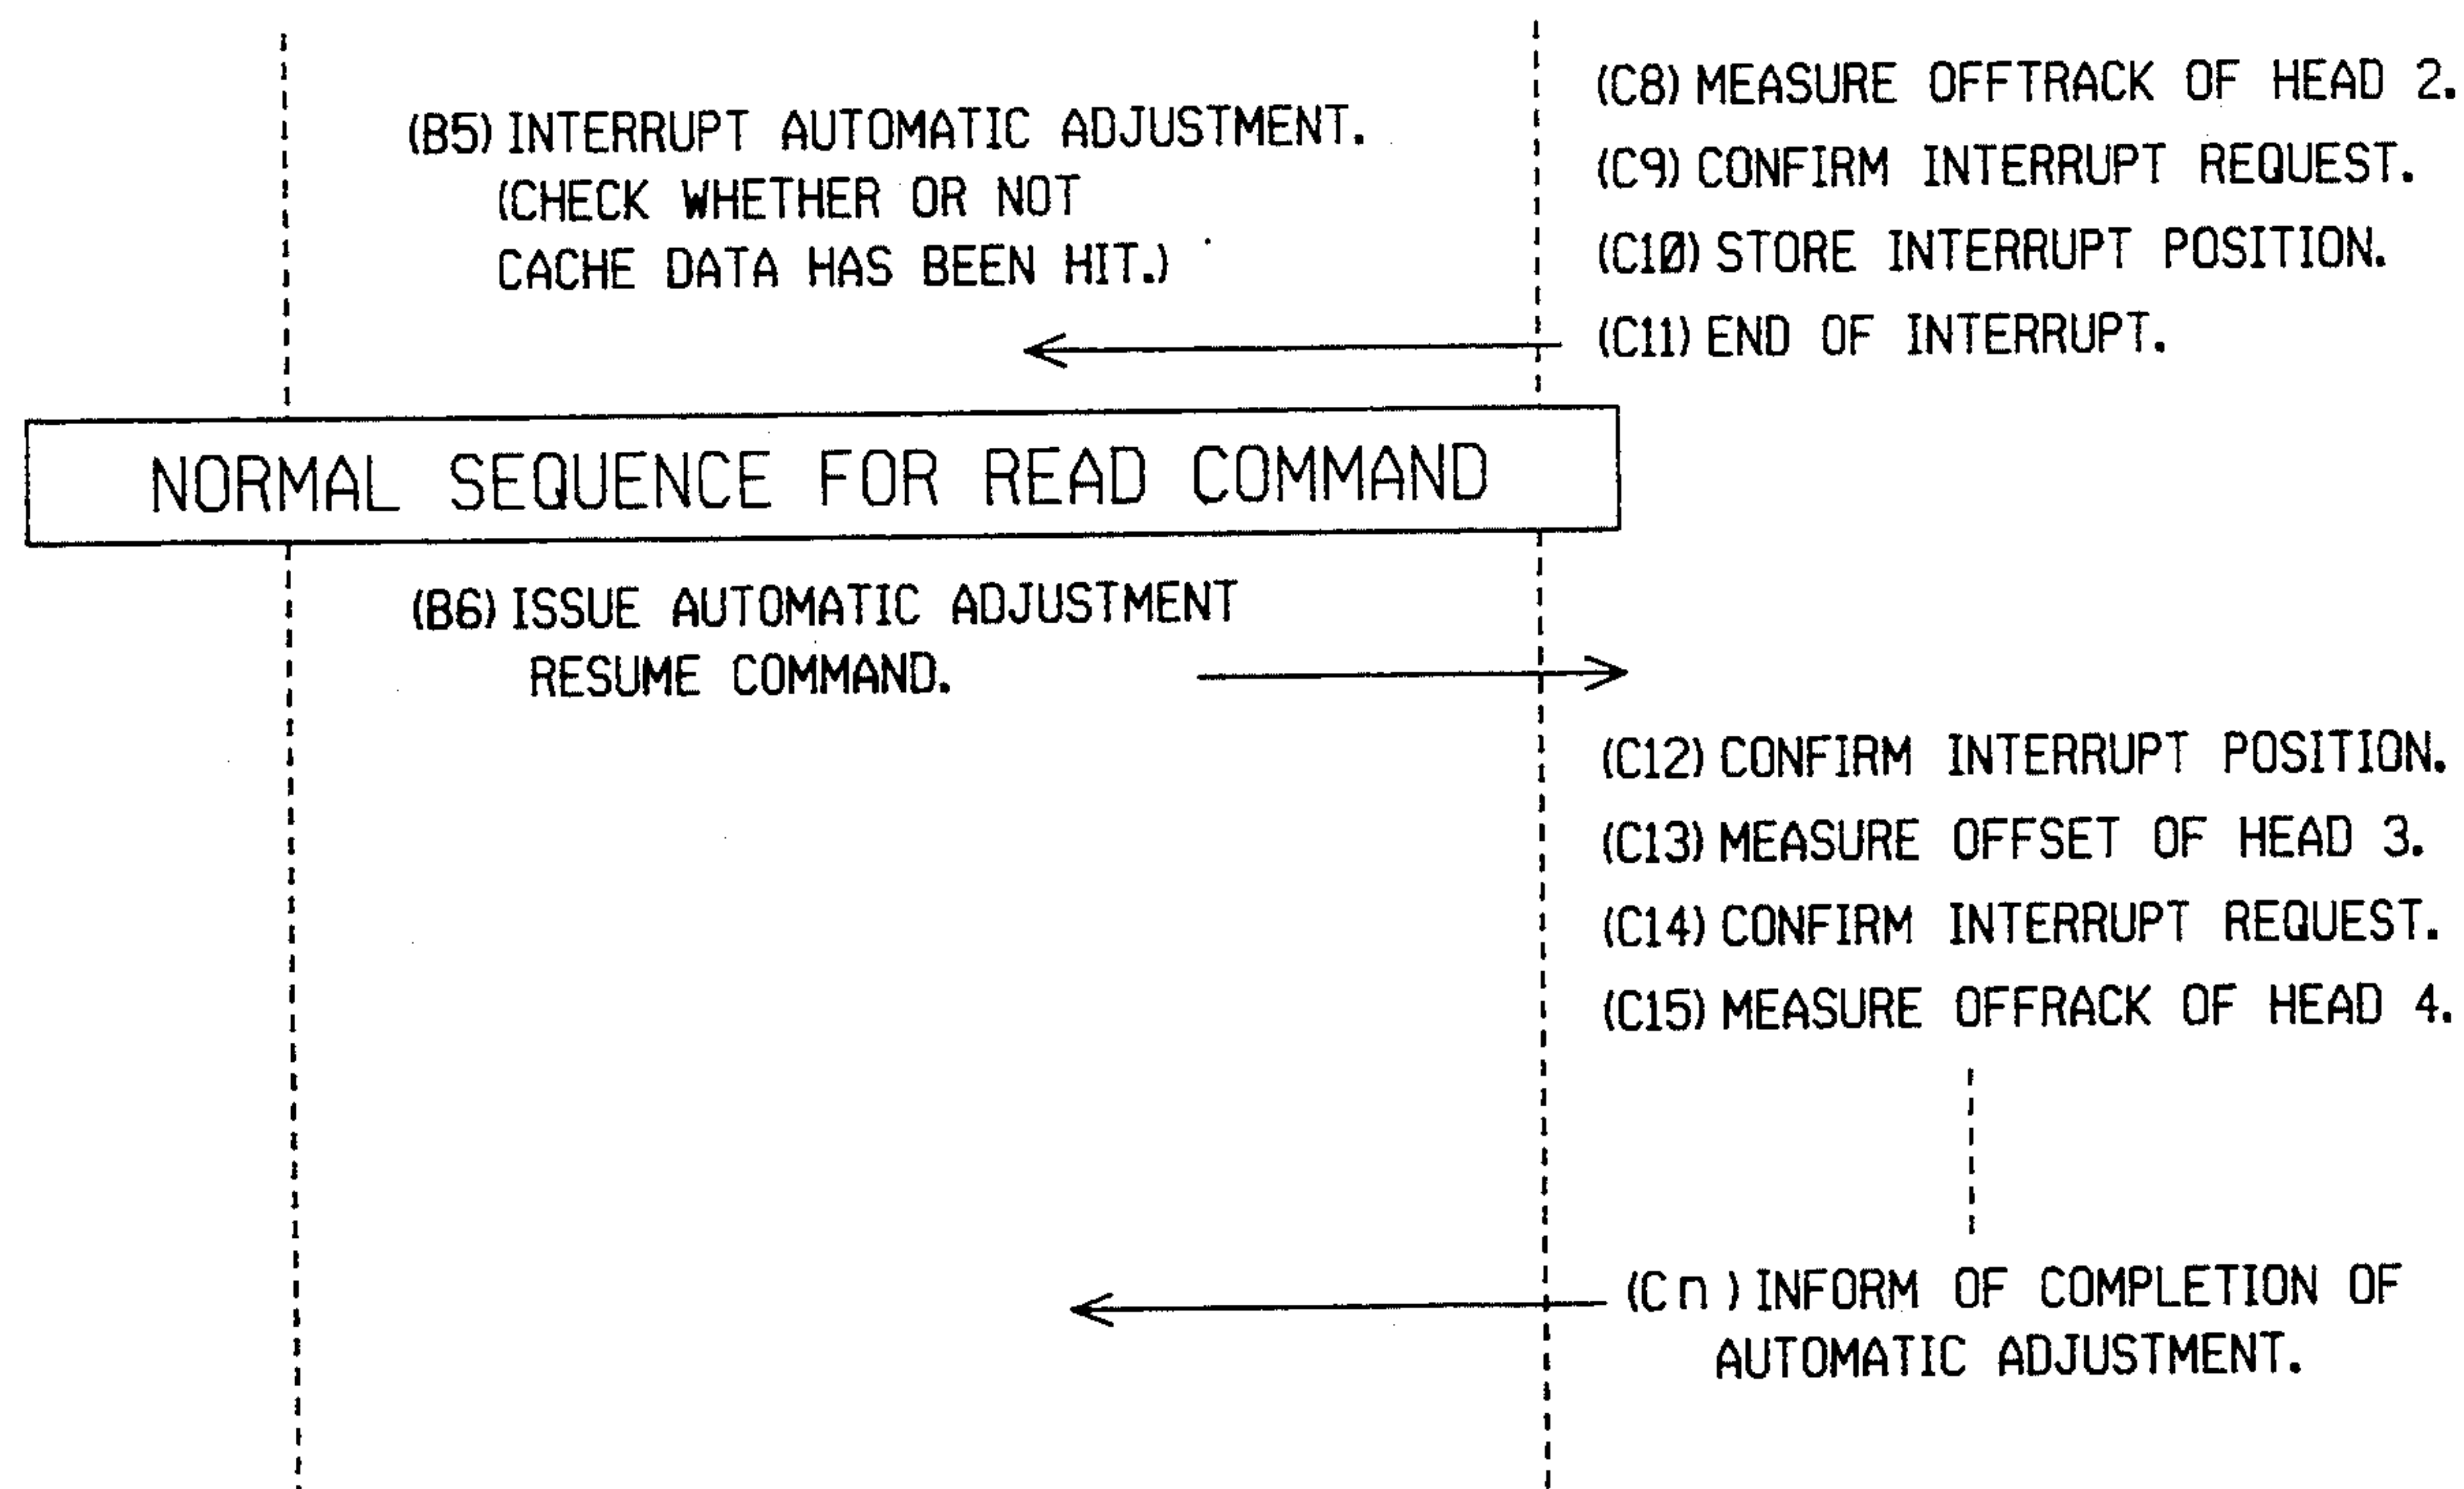 (B5) INTERRUPT AUTOMATIC ADJUSTMENT.
(CHECK WHETHER OR NOT
CACHE DATA HAS BEEN HIT.)
(C8) MEASURE OFFTRACK OF HEAD 2.
(C9) CONFIRM INTERRUPT REQUEST.
(C10) STORE INTERRUPT POSITION.
(C11) END OF INTERRUPT.
NORMAL SEQUENCE FOR READ COMMAND
(B6) ISSUE AUTOMATIC ADJUSTMENT
RESUME COMMAND.
(C12) CONFIRM INTERRUPT POSITION.
(C13) MEASURE OFFSET OF HEAD 3.
(C14) CONFIRM INTERRUPT REQUEST.
(C15) MEASURE OFFRACK OF HEAD 4.
(Cn) INFORM OF COMPLETION OF
AUTOMATIC ADJUSTMENT.